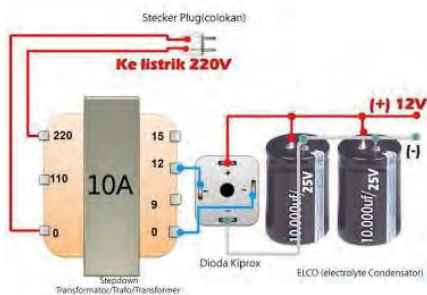 Stecker Plug(colokan)
Ke listrik 220V
(+) 12V
(-)
220
110
0
10A
15
12
9
0
+
10.000uf/25V
10.000uf/25V
Dioda Kiprox
ELCO (electrolyte Condensator)
Stepdown
Transformator/Trafo/Transformer